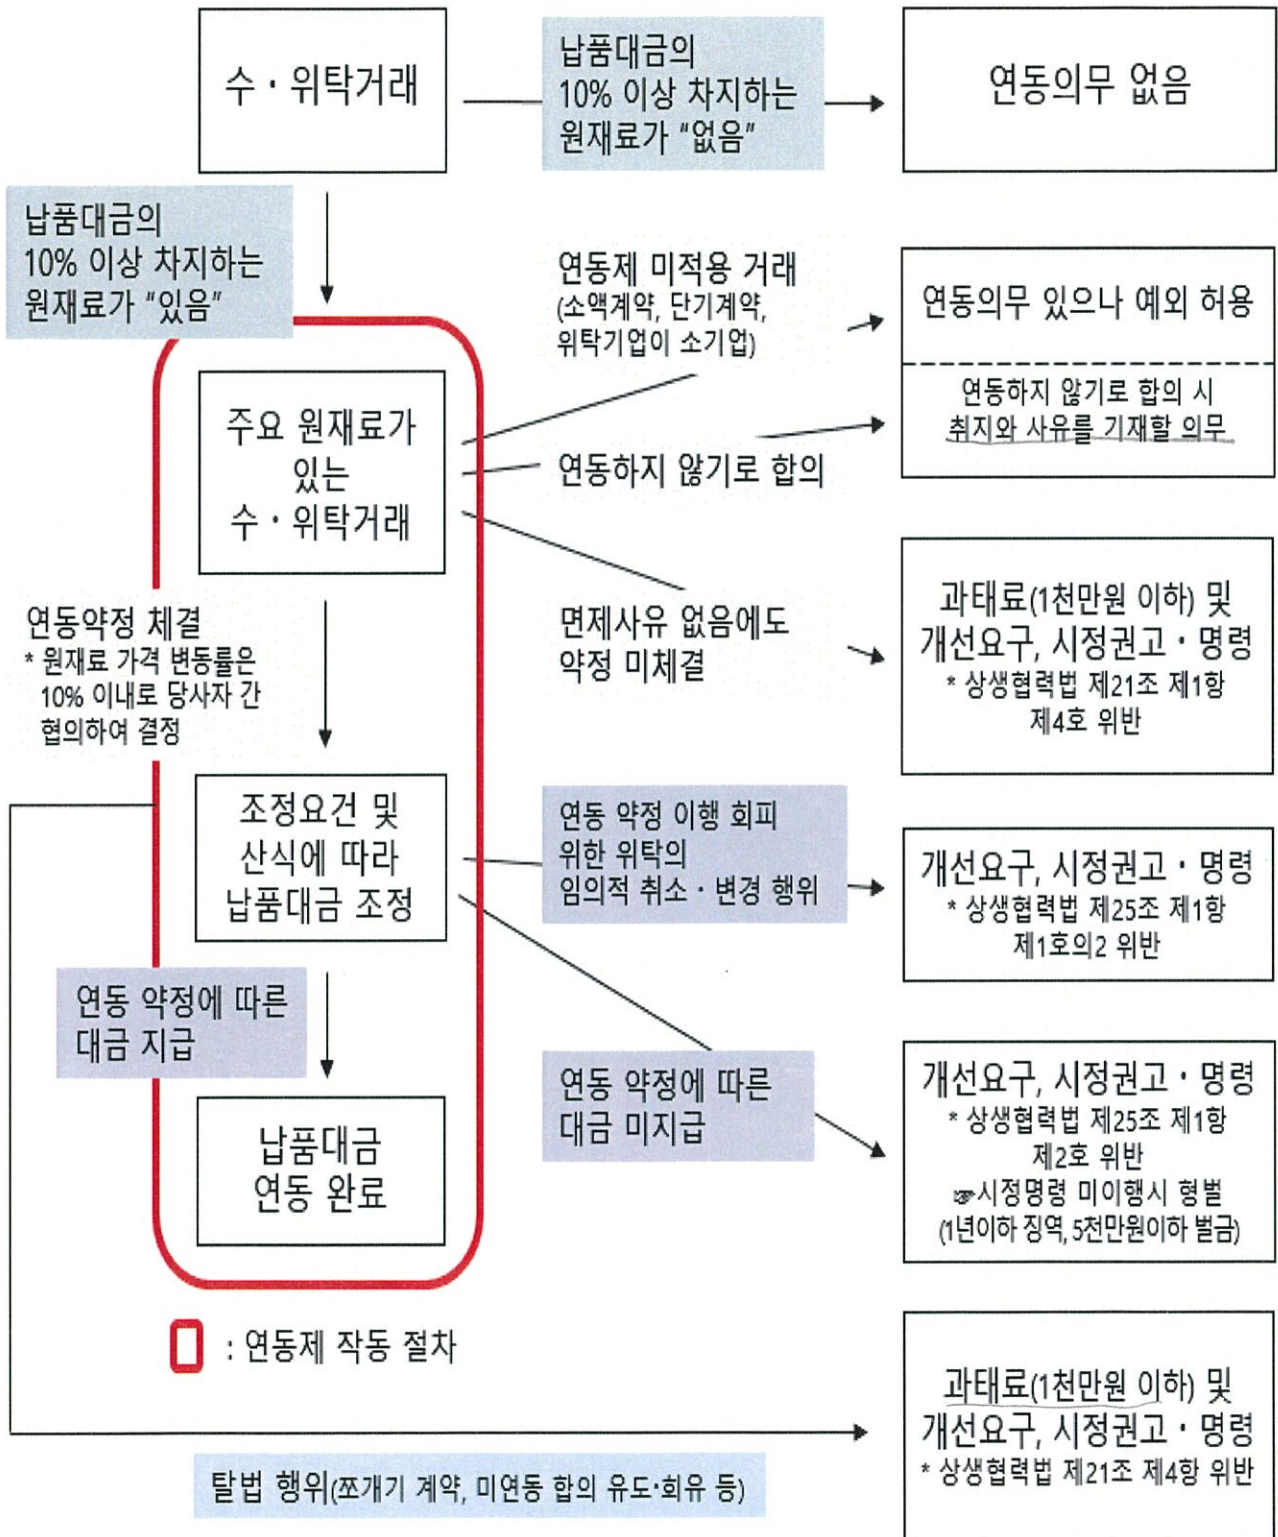 수・위탁거래
납품대금의
10% 이상 차지하는
원재료가 "없음"
연동의무 없음
납품대금의
10% 이상 차지하는
원재료가 "있음"
연동제 미적용 거래
(소액계약, 단기계약,
위탁기업이 소기업)
연동의무 있으나 예외 허용
연동하지 않기로 합의 시
취지와 사유를 기재할 의무
주요 원재료가
있는
수・위탁거래
연동하지 않기로 합의
면제사유 없음에도
약정 미체결
과태료(1천만원 이하) 및
개선요구, 시정권고・명령
* 상생협력법 제21조 제1항
제4호 위반
연동약정 체결
* 원재료 가격 변동률은
10% 이내로 당사자 간
협의하여 결정
조정요건 및
산식에 따라
납품대금 조정
연동 약정 이행 회피
위한 위탁의
임의적 취소・변경 행위
개선요구, 시정권고・명령
* 상생협력법 제25조 제1항
제1호의2 위반
연동 약정에 따른
대금 지급
연동 약정에 따른
대금 미지급
개선요구, 시정권고・명령
* 상생협력법 제25조 제1항
제2호 위반
☞시정명령 미이행시 형벌
(1년이하 징역, 5천만원이하 벌금)
납품대금
연동 완료
: 연동제 작동 절차
과태료(1천만원 이하) 및
개선요구, 시정권고・명령
* 상생협력법 제21조 제4항 위반
탈법 행위(쪼개기 계약, 미연동 합의 유도·회유 등)